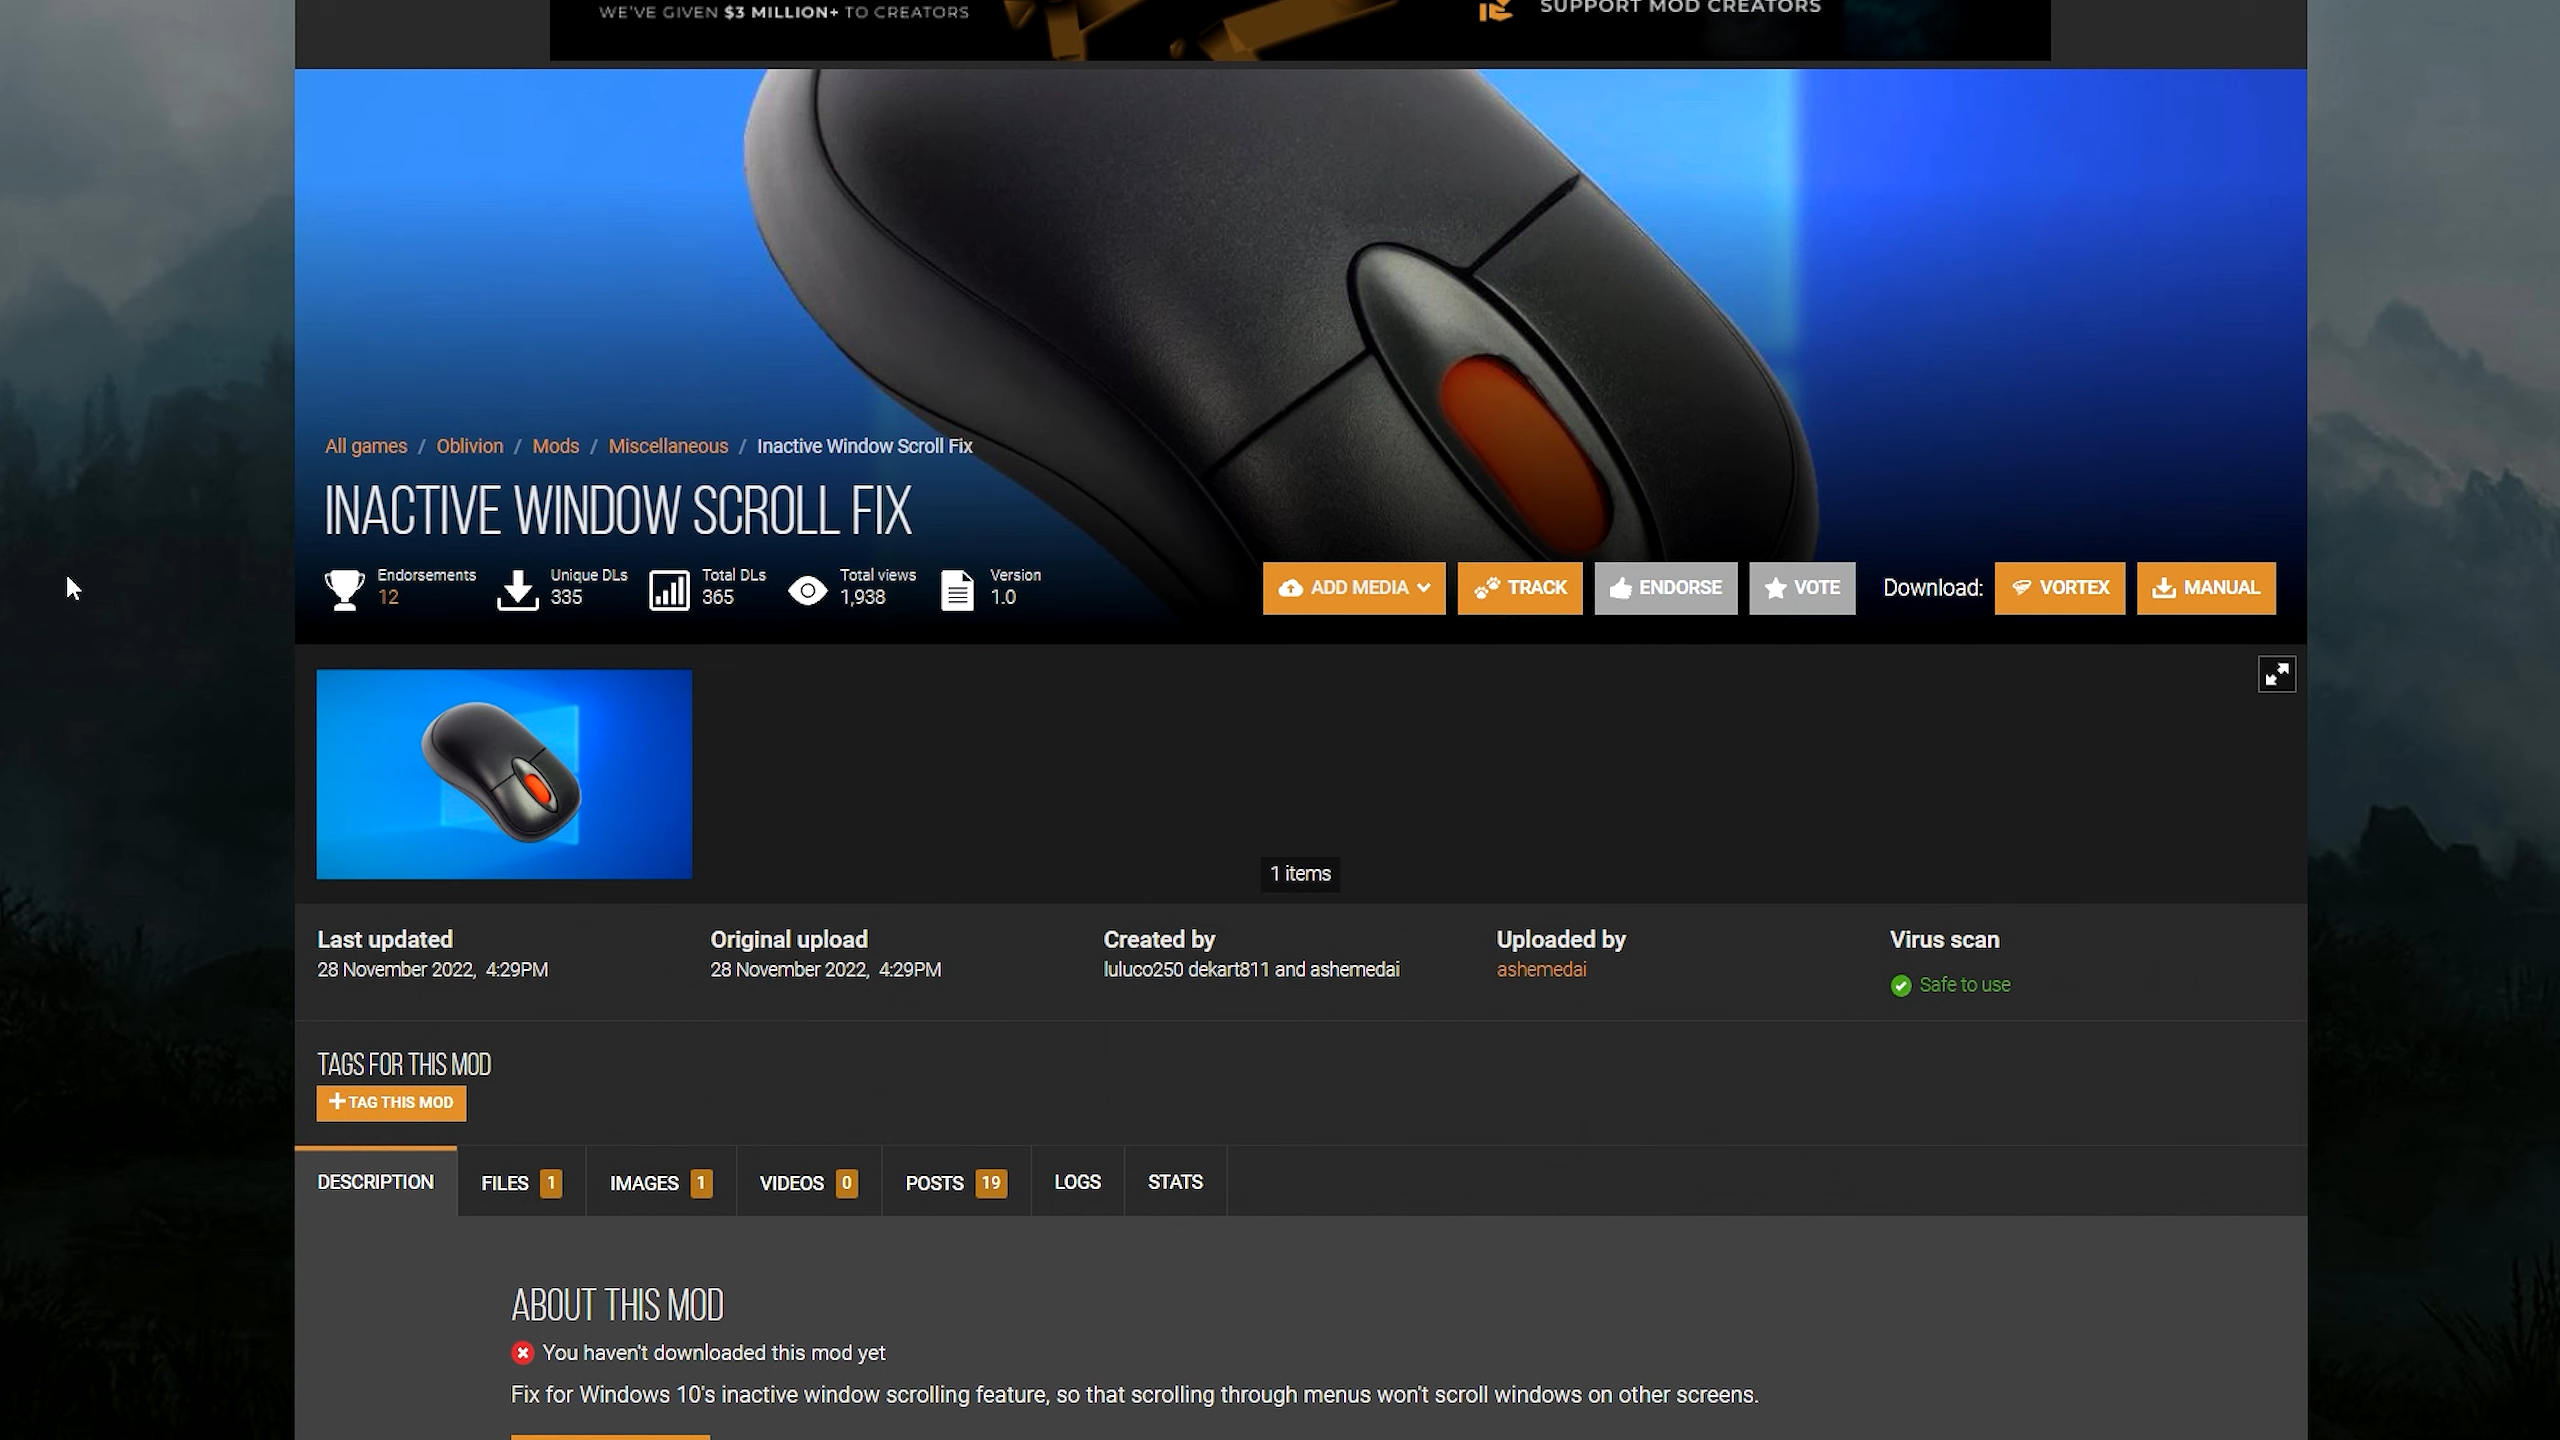 WE'VE GIVEN $3 MILLION+ TO CREATORS
SUPPORT MOD CREATORS
All games / Oblivion / Mods / Miscellaneous / Inactive Window Scroll Fix
INACTIVE WINDOW SCROLL FIX
Endorsements
12
Unique DLs
335
Total DLs
365
Total views
1,938
Version
1.0
ADD MEDIA
TRACK
ENDORSE
VOTE
Download:
VORTEX
MANUAL
1 items
Last updated
28 November 2022, 4:29PM
Original upload
28 November 2022, 4:29PM
Created by
luluco250 dekart811 and ashemedai
Uploaded by
ashemedai
Virus scan
Safe to use
TAGS FOR THIS MOD
+ TAG THIS MOD
DESCRIPTION
FILES 1
IMAGES 1
VIDEOS 0
POSTS 19
LOGS
STATS
ABOUT THIS MOD
You haven't downloaded this mod yet
Fix for Windows 10's inactive window scrolling feature, so that scrolling through menus won't scroll windows on other screens.